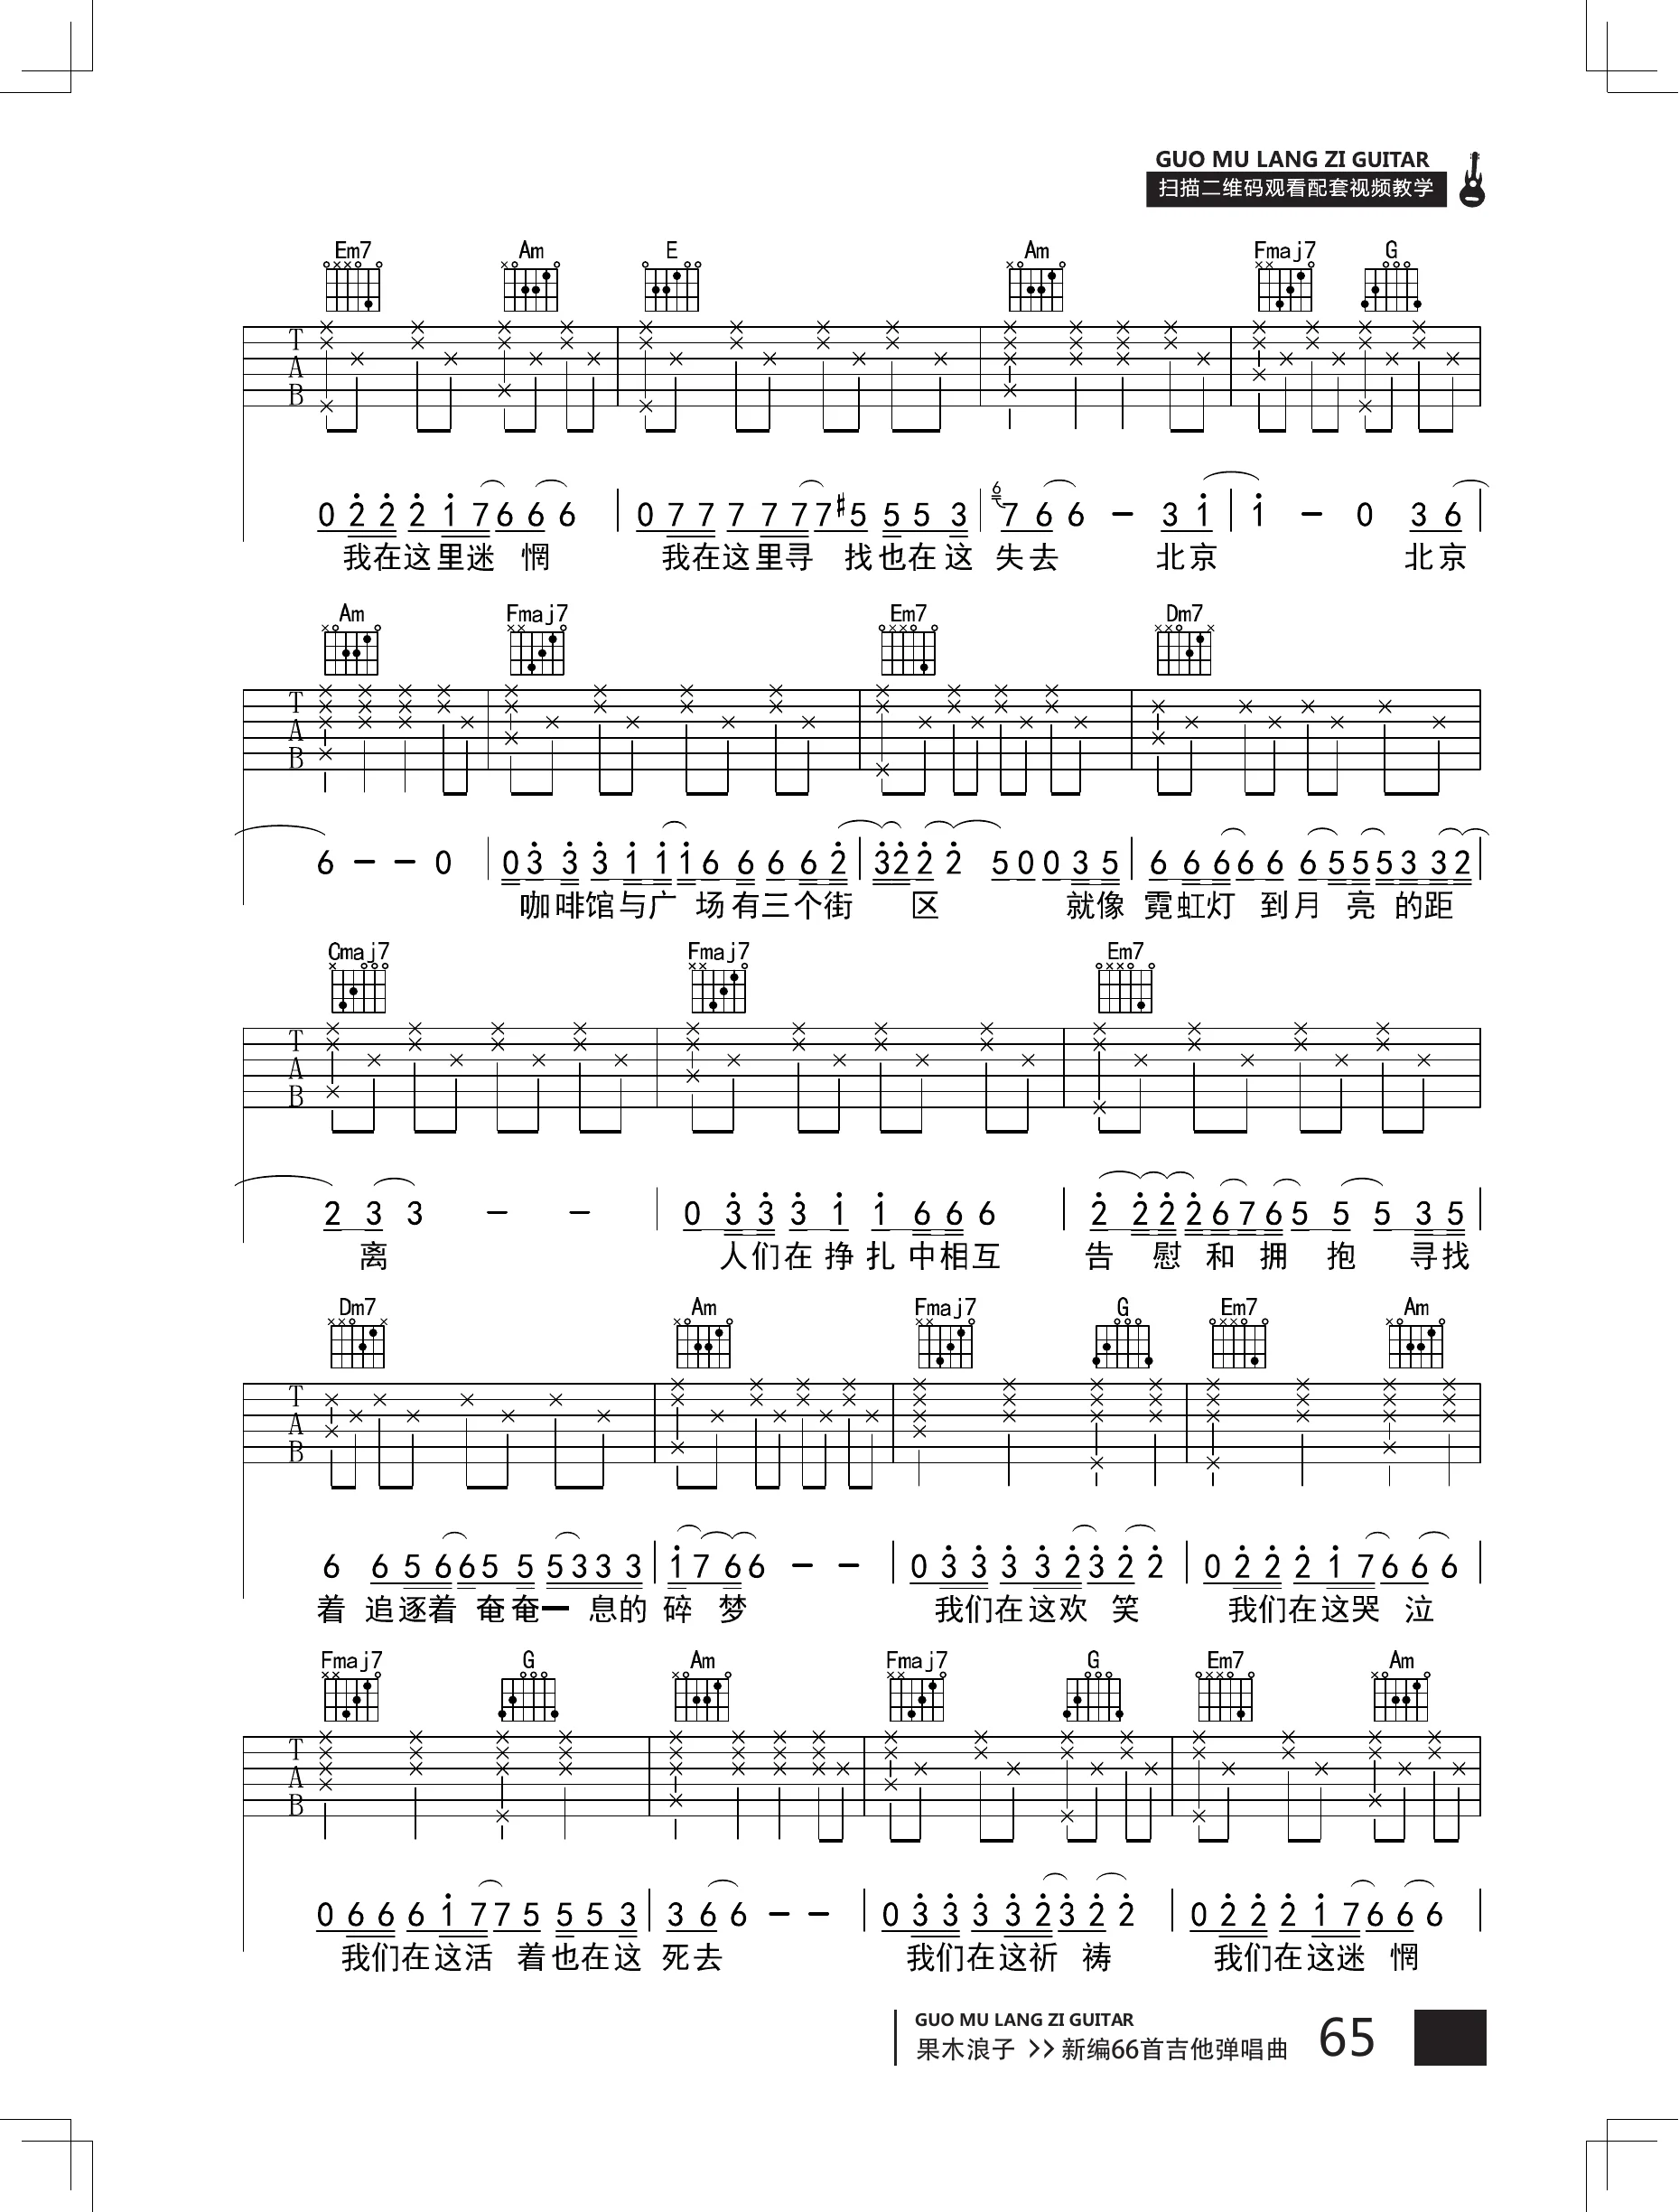 GUO MU LANG ZI GUITAR
扫描二维码观看配套视频教学
Em7 Am E Am Fmaj7 G
T
A
B
0 2 2 2 1 7 6 6 6 | 0 7 7 7 7 7 7 #5 5 5 3 | 6 7 6 6 - 3 1 | 1 - 0 3 6 |
我在这里迷 惘 我在这里寻 找也在这 失去 北京 北京
Am Fmaj7 Em7 Dm7
T
A
B
6 - - 0 | 0 3 3 3 1 1 1 6 6 6 6 2 | 3 2 2 2 5 0 0 3 5 | 6 6 6 6 6 6 5 5 5 3 3 2 |
咖啡馆与广 场有三个街 区 就像 霓虹灯 到月 亮 的距
Cmaj7 Fmaj7 Em7
T
A
B
2 3 3 - - | 0 3 3 3 1 1 6 6 6 | 2 2 2 2 6 7 6 5 5 5 3 5 |
离 人们在 挣 扎 中相互 告 慰 和 拥 抱 寻找
Dm7 Am Fmaj7 G Em7 Am
T
A
B
6 6 5 6 6 5 5 5 3 3 3 | 1 7 6 6 - - | 0 3 3 3 3 2 3 2 2 | 0 2 2 2 1 7 6 6 6 |
着 追逐着 奄奄一 息的 碎 梦 我们在这欢 笑 我们在这哭 泣
Fmaj7 G Am Fmaj7 G Em7 Am
T
A
B
0 6 6 6 1 7 7 5 5 5 3 | 3 6 6 - - | 0 3 3 3 3 2 3 2 2 | 0 2 2 2 1 7 6 6 6 |
我们在这活 着也在这 死去 我们在这祈 祷 我们在这迷 惘
GUO MU LANG ZI GUITAR
果木浪子 >> 新编66首吉他弹唱曲 65